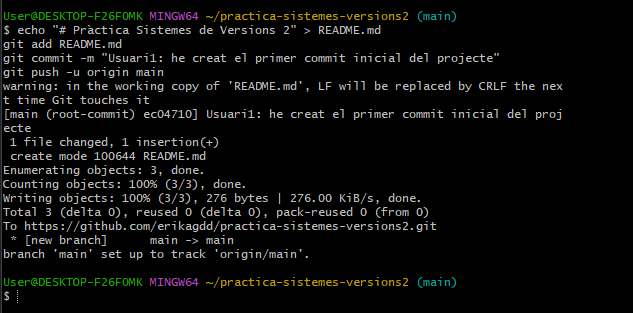 User@DESKTOP-F26FOMK MINGW64 ~/practica-sistemes-versions2 (main)
$ echo "# Pràctica Sistemes de Versions 2" > README.md
git add README.md
git commit -m "Usuari1: he creat el primer commit inicial del projecte"
git push -u origin main
warning: in the working copy of 'README.md', LF will be replaced by CRLF the nex
t time Git touches it
[main (root-commit) ec04710] Usuari1: he creat el primer commit inicial del proj
ecte
 1 file changed, 1 insertion(+)
 create mode 100644 README.md
Enumerating objects: 3, done.
Counting objects: 100% (3/3), done.
Writing objects: 100% (3/3), 276 bytes | 276.00 KiB/s, done.
Total 3 (delta 0), reused 0 (delta 0), pack-reused 0 (from 0)
To https://github.com/erikagdd/practica-sistemes-versions2.git
 * [new branch]      main -> main
branch 'main' set up to track 'origin/main'.
User@DESKTOP-F26FOMK MINGW64 ~/practica-sistemes-versions2 (main)
$